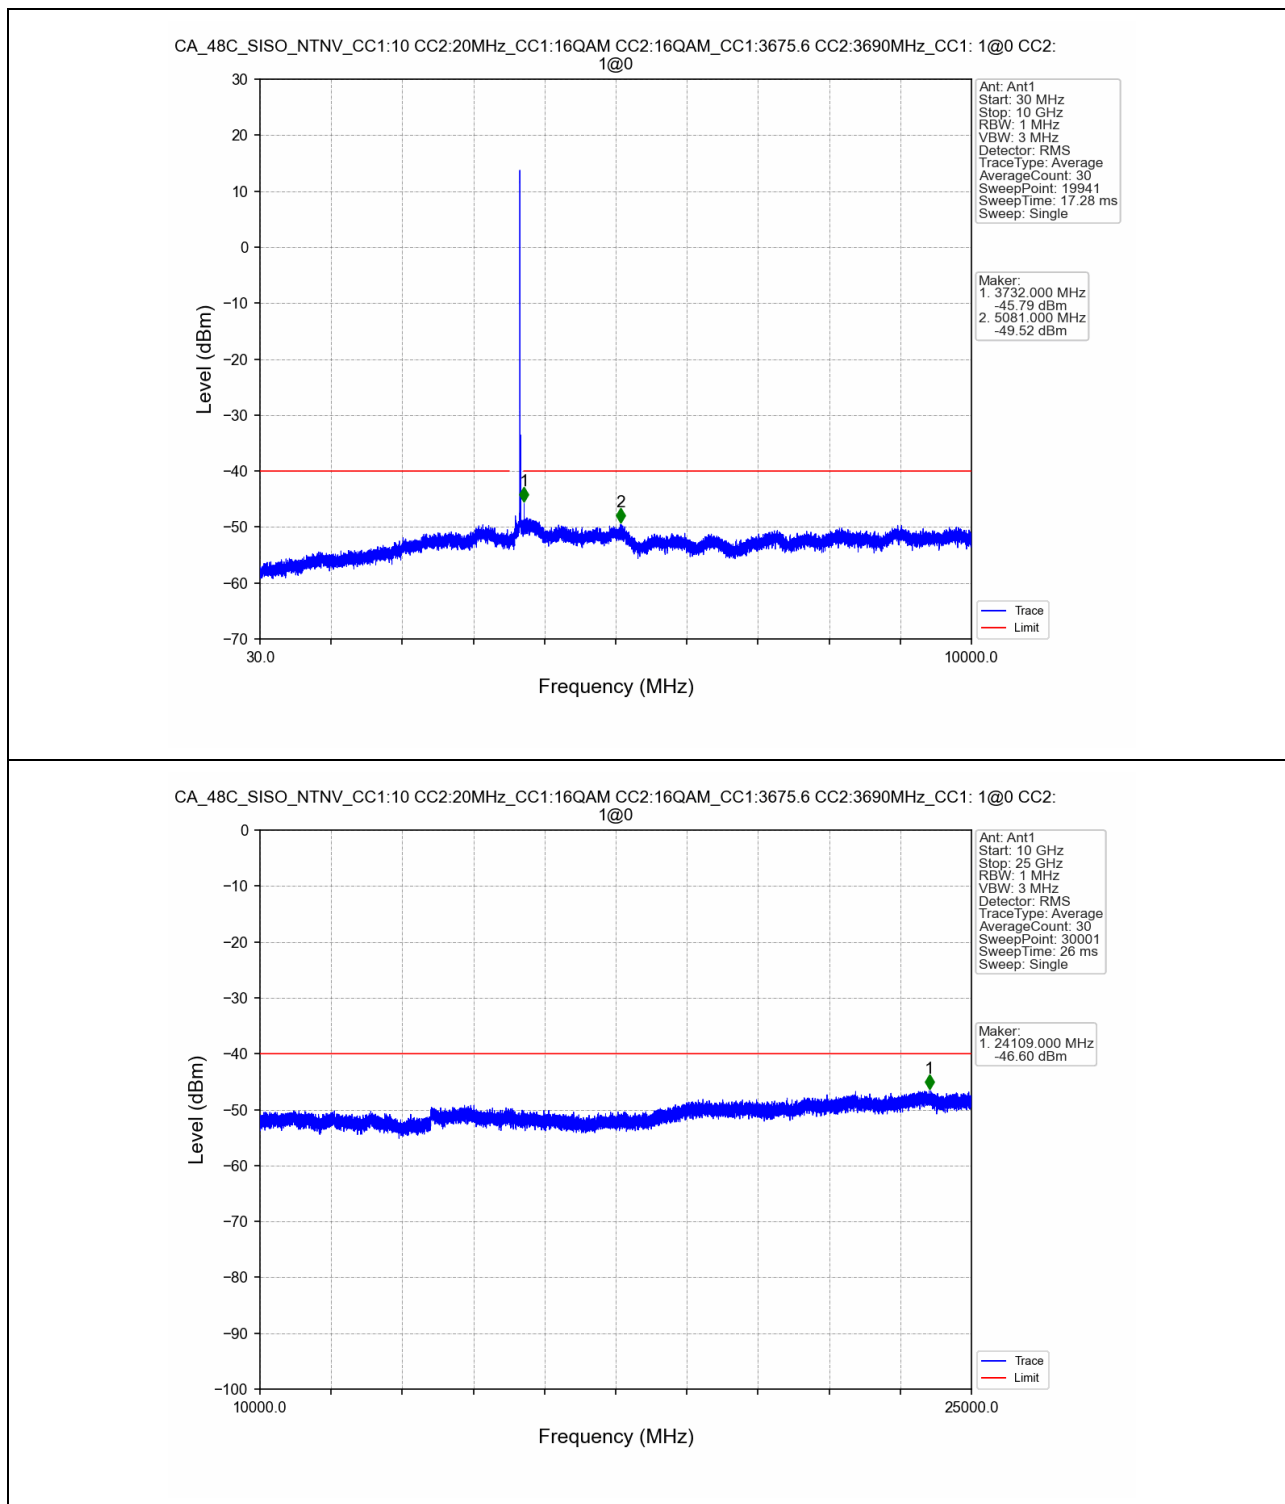 CA_48C_SISO_NTNV_CC1:10 CC2:20MHz_CC1:16QAM CC2:16QAM_CC1:3675.6 CC2:3690MHz_CC1: 1@0 CC2:
1@0
30
20
10
0
−10
−20
−30
−40
−50
−60
−70
Level (dBm)
30.0
10000.0
Frequency (MHz)
1
2
Ant: Ant1
Start: 30 MHz
Stop: 10 GHz
RBW: 1 MHz
VBW: 3 MHz
Detector: RMS
TraceType: Average
AverageCount: 30
SweepPoint: 19941
SweepTime: 17.28 ms
Sweep: Single
Maker:
1. 3732.000 MHz
-45.79 dBm
2. 5081.000 MHz
-49.52 dBm
Trace
Limit
CA_48C_SISO_NTNV_CC1:10 CC2:20MHz_CC1:16QAM CC2:16QAM_CC1:3675.6 CC2:3690MHz_CC1: 1@0 CC2:
1@0
0
−10
−20
−30
−40
−50
−60
−70
−80
−90
−100
Level (dBm)
10000.0
25000.0
Frequency (MHz)
1
Ant: Ant1
Start: 10 GHz
Stop: 25 GHz
RBW: 1 MHz
VBW: 3 MHz
Detector: RMS
TraceType: Average
AverageCount: 30
SweepPoint: 30001
SweepTime: 26 ms
Sweep: Single
Maker:
1. 24109.000 MHz
-46.60 dBm
Trace
Limit